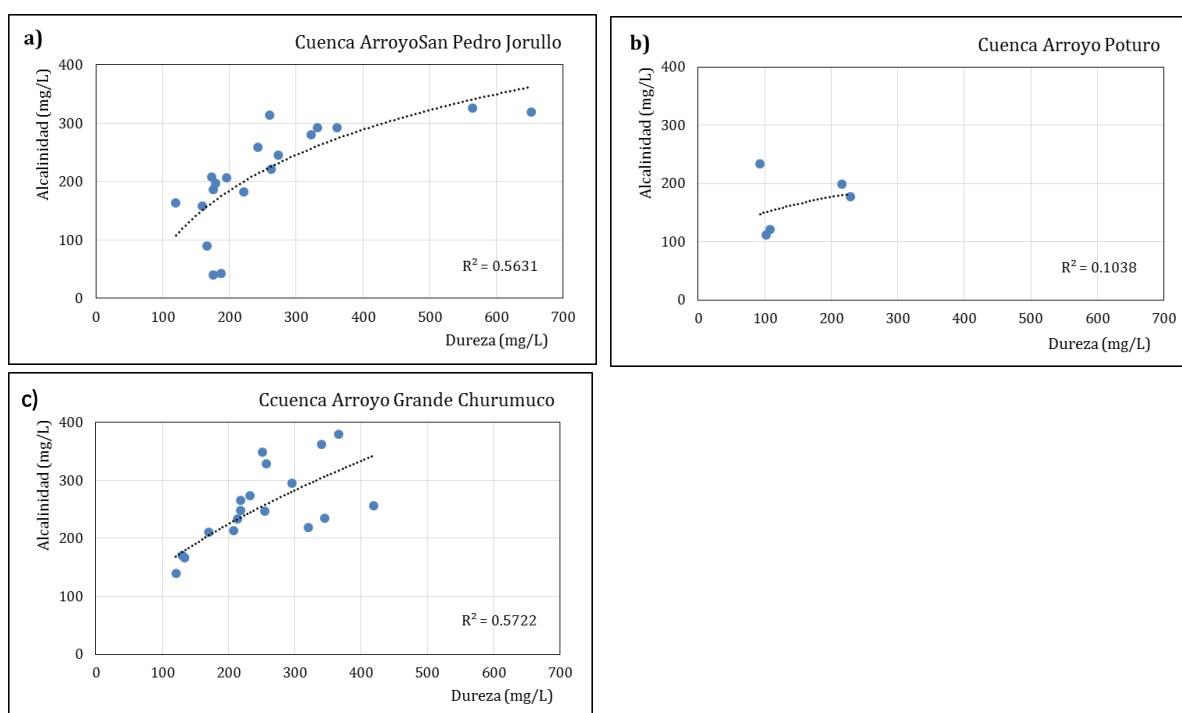 a)
Cuenca ArroyoSan Pedro Jorullo
Alcalinidad (mg/L)
400
300
200
100
0
R² = 0.5631
0 100 200 300 400 500 600 700
Dureza (mg/L)
b)
Cuenca Arroyo Poturo
Alcalinidad (mg/L)
400
300
200
100
0
R² = 0.1038
0 100 200 300 400 500 600 700
Dureza (mg/L)
c)
Ccuenca Arroyo Grande Churumuco
Alcalinidad (mg/L)
400
300
200
100
0
R² = 0.5722
0 100 200 300 400 500 600 700
Dureza (mg/L)